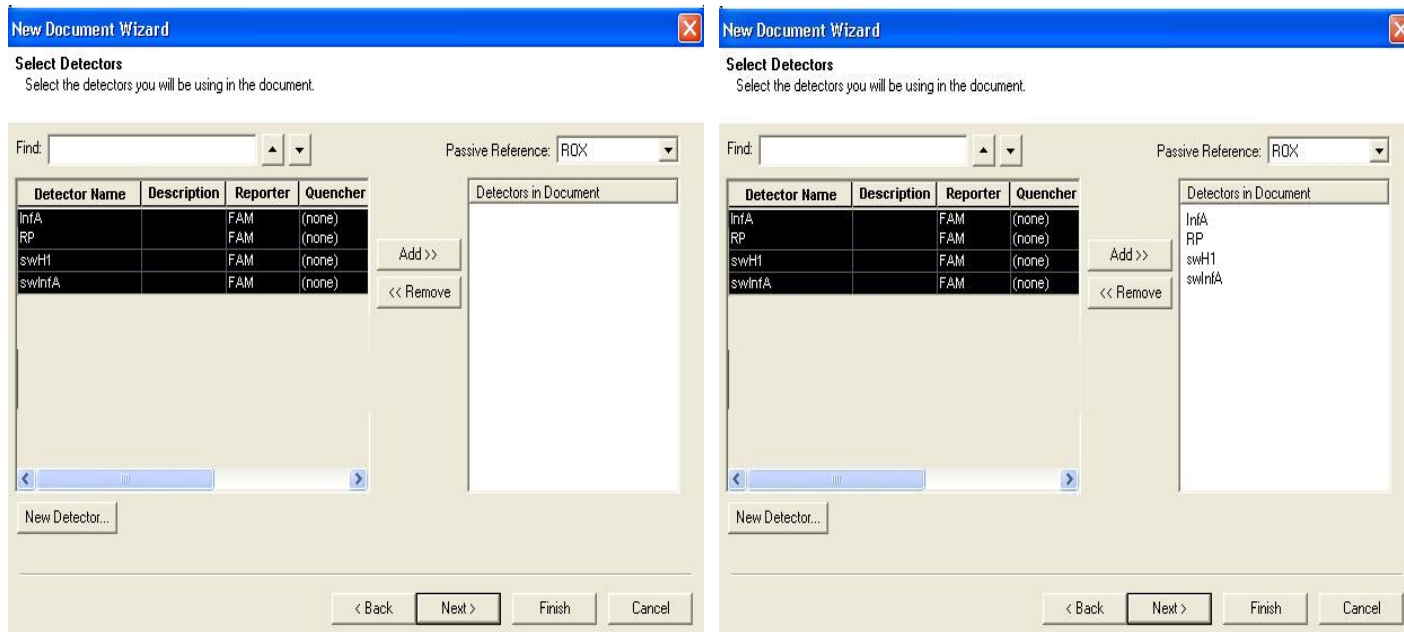 New Document Wizard
Select Detectors
Select the detectors you will be using in the document.
Find:
Passive Reference: ROX
Detector Name Description Reporter Quencher
InfA FAM (none)
RP FAM (none)
swH1 FAM (none)
swInfA FAM (none)
Add >>
<< Remove
Detectors in Document
New Detector...
< Back Next > Finish Cancel
New Document Wizard
Select Detectors
Select the detectors you will be using in the document.
Find:
Passive Reference: ROX
Detector Name Description Reporter Quencher
InfA FAM (none)
RP FAM (none)
swH1 FAM (none)
swInfA FAM (none)
Add >>
<< Remove
Detectors in Document
InfA
RP
swH1
swInfA
New Detector...
< Back Next > Finish Cancel